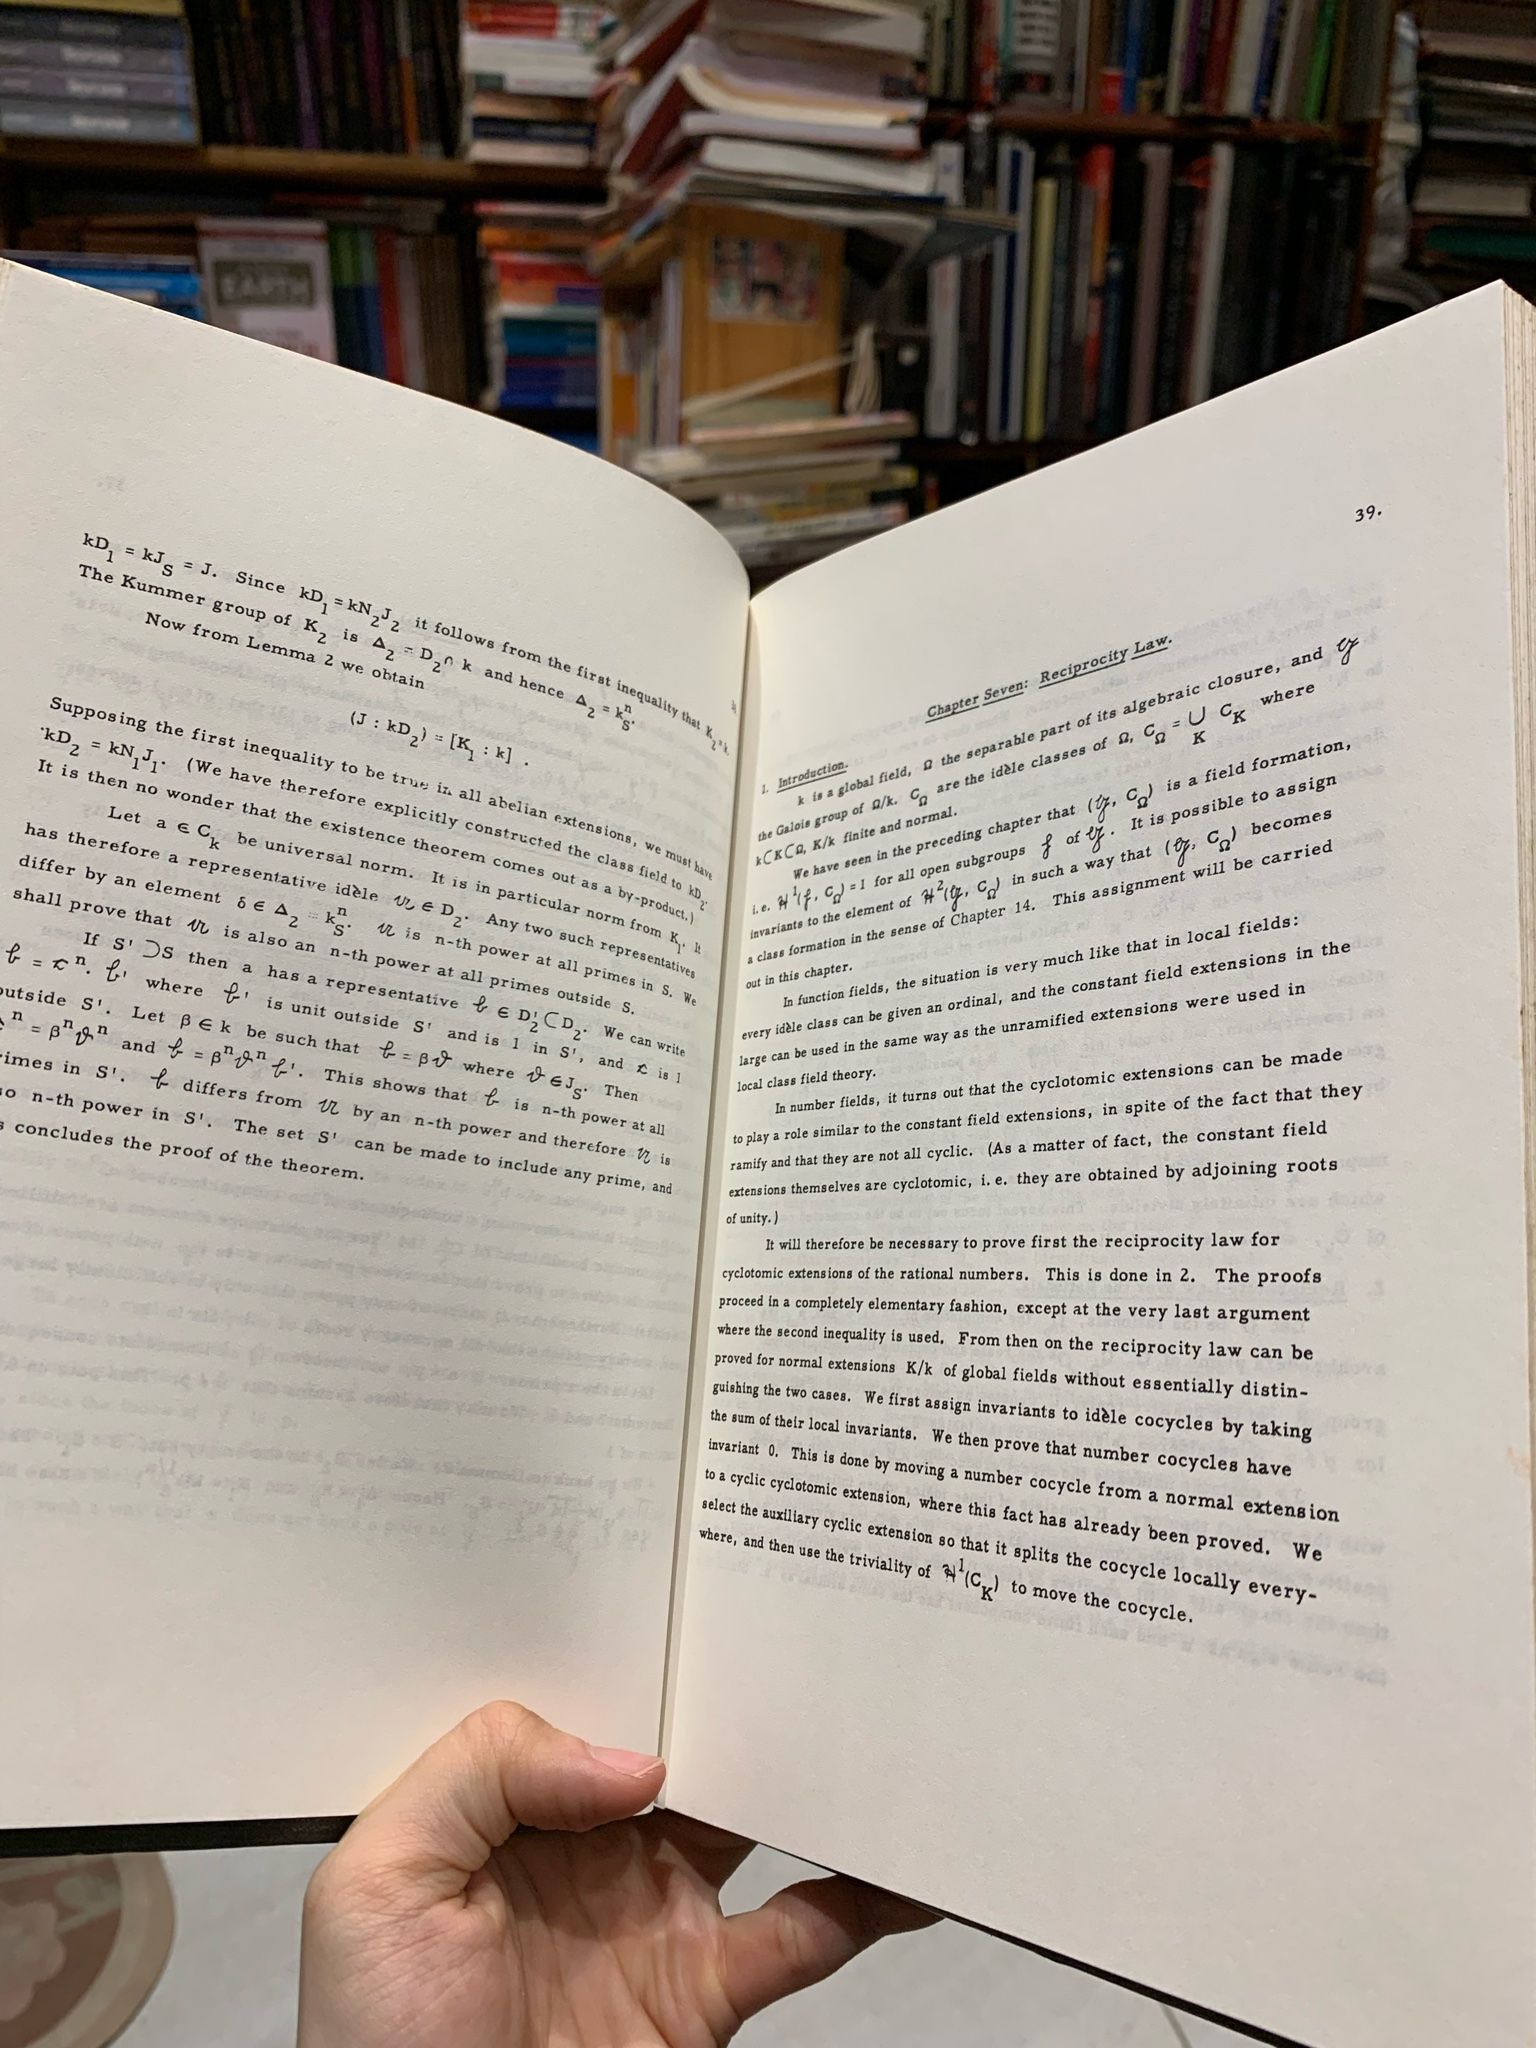 kD₁ = kJ_S = J. Since kD₁ = kN₂J₂ it follows from the first inequality that K₂ = k.
The Kummer group of K₂ is Δ₂ = D₂ ∩ k and hence Δ₂ = k_S^n.
Now from Lemma 2 we obtain
(J : kD₂) = [K₁ : k] .
Supposing the first inequality to be true in all abelian extensions, we must have
kD₂ = kN₁J₁. (We have therefore explicitly constructed the class field to kD₂.
It is then no wonder that the existence theorem comes out as a by-product.)
Let a ∈ C_k be universal norm. It is in particular norm from K₁. It
has therefore a representative idèle 𝔞 ∈ D₂. Any two such representatives
differ by an element δ ∈ Δ₂ = k_S^n. 𝔞 is n-th power at all primes in S. We
shall prove that 𝔞 is also an n-th power at all primes outside S.
If S' ⊃ S then a has a representative 𝔟 ∈ D₂' ⊂ D₂. We can write
𝔟 = 𝔠^n. 𝔟' where 𝔟' is unit outside S' and is 1 in S', and 𝔠 is 1
outside S'. Let β ∈ k be such that 𝔟 = βϑ where ϑ ∈ J_S. Then
^n = β^nϑ^n and 𝔟 = β^nϑ^n𝔟'. This shows that 𝔟 is n-th power at all
rimes in S'. 𝔟 differs from 𝔞 by an n-th power and therefore 𝔞 is
so n-th power in S'. The set S' can be made to include any prime, and
s concludes the proof of the theorem.
39.
Chapter Seven: Reciprocity Law.
1. Introduction.
k is a global field, Ω the separable part of its algebraic closure, and 𝔤
the Galois group of Ω/k. C_Ω are the idèle classes of Ω, C_Ω = ⋃_K C_K where
k⊂K⊂Ω, K/k finite and normal.
We have seen in the preceding chapter that (𝔤, C_Ω) is a field formation,
i.e. ℋ¹(𝔣, C_Ω) = 1 for all open subgroups 𝔣 of 𝔤. It is possible to assign
invariants to the element of ℋ²(𝔤, C_Ω) in such a way that (𝔤, C_Ω) becomes
a class formation in the sense of Chapter 14. This assignment will be carried
out in this chapter.
In function fields, the situation is very much like that in local fields:
every idèle class can be given an ordinal, and the constant field extensions in the
large can be used in the same way as the unramified extensions were used in
local class field theory.
In number fields, it turns out that the cyclotomic extensions can be made
to play a role similar to the constant field extensions, in spite of the fact that they
ramify and that they are not all cyclic. (As a matter of fact, the constant field
extensions themselves are cyclotomic, i. e. they are obtained by adjoining roots
of unity.)
It will therefore be necessary to prove first the reciprocity law for
cyclotomic extensions of the rational numbers. This is done in 2. The proofs
proceed in a completely elementary fashion, except at the very last argument
where the second inequality is used. From then on the reciprocity law can be
proved for normal extensions K/k of global fields without essentially distin-
guishing the two cases. We first assign invariants to idèle cocycles by taking
the sum of their local invariants. We then prove that number cocycles have
invariant 0. This is done by moving a number cocycle from a normal extension
to a cyclic cyclotomic extension, where this fact has already been proved. We
select the auxiliary cyclic extension so that it splits the cocycle locally every-
where, and then use the triviality of ℋ¹(C_K) to move the cocycle.